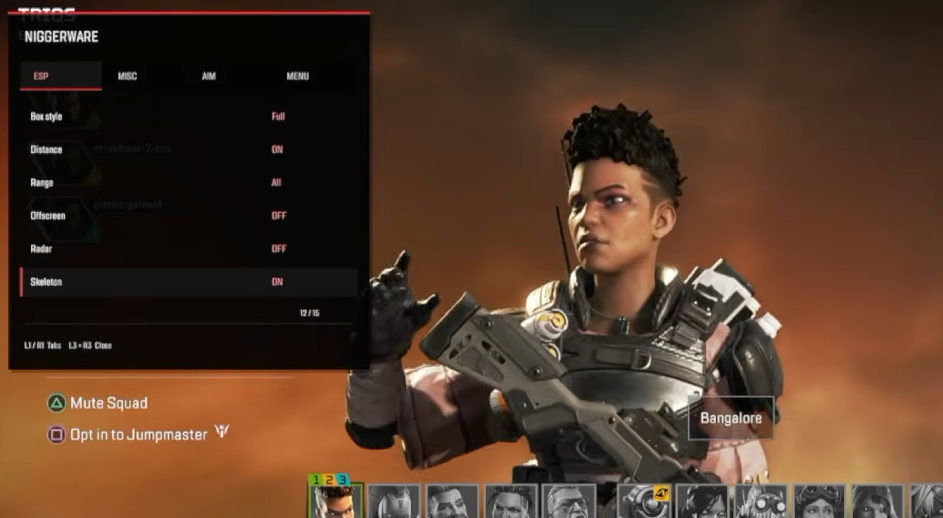 TRIOS
NIGGERWARE
ESP MISC AIM MENU
Box style Full
Distance ON
Range All
Offscreen OFF
Radar OFF
Skeleton ON
12/15
L1/R1 Tabs L3+R3 Close
Mute Squad
Opt in to Jumpmaster
Bangalore
1 2 3